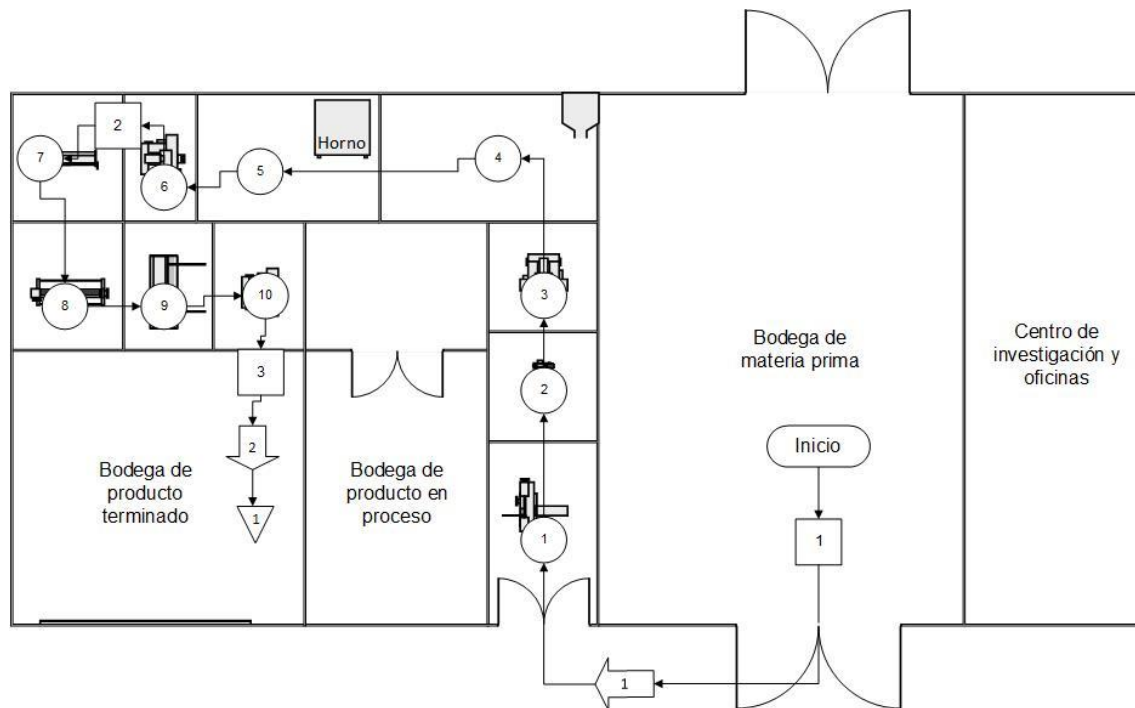 2
7
Horno
4
5
6
8
9
10
3
Bodega de
materia prima
Centro de
investigación y
oficinas
3
2
Inicio
2
Bodega de
producto
terminado
Bodega de
producto en
proceso
1
1
1
1